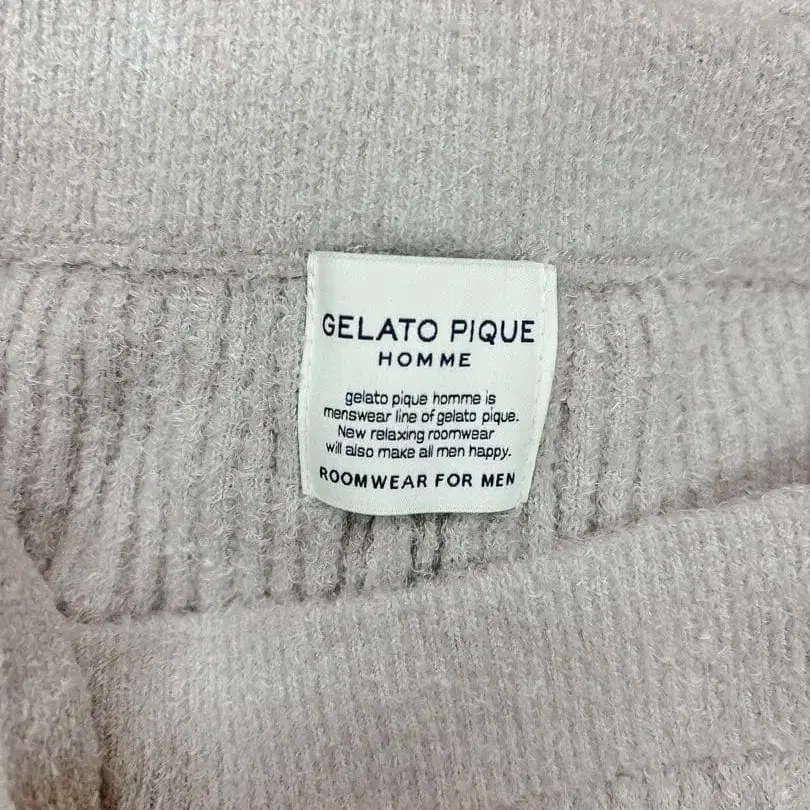 GELATO PIQUE
HOMME
gelato pique homme is
menswear line of gelato pique.
New relaxing roomwear
will also make all men happy.
ROOMWEAR FOR MEN